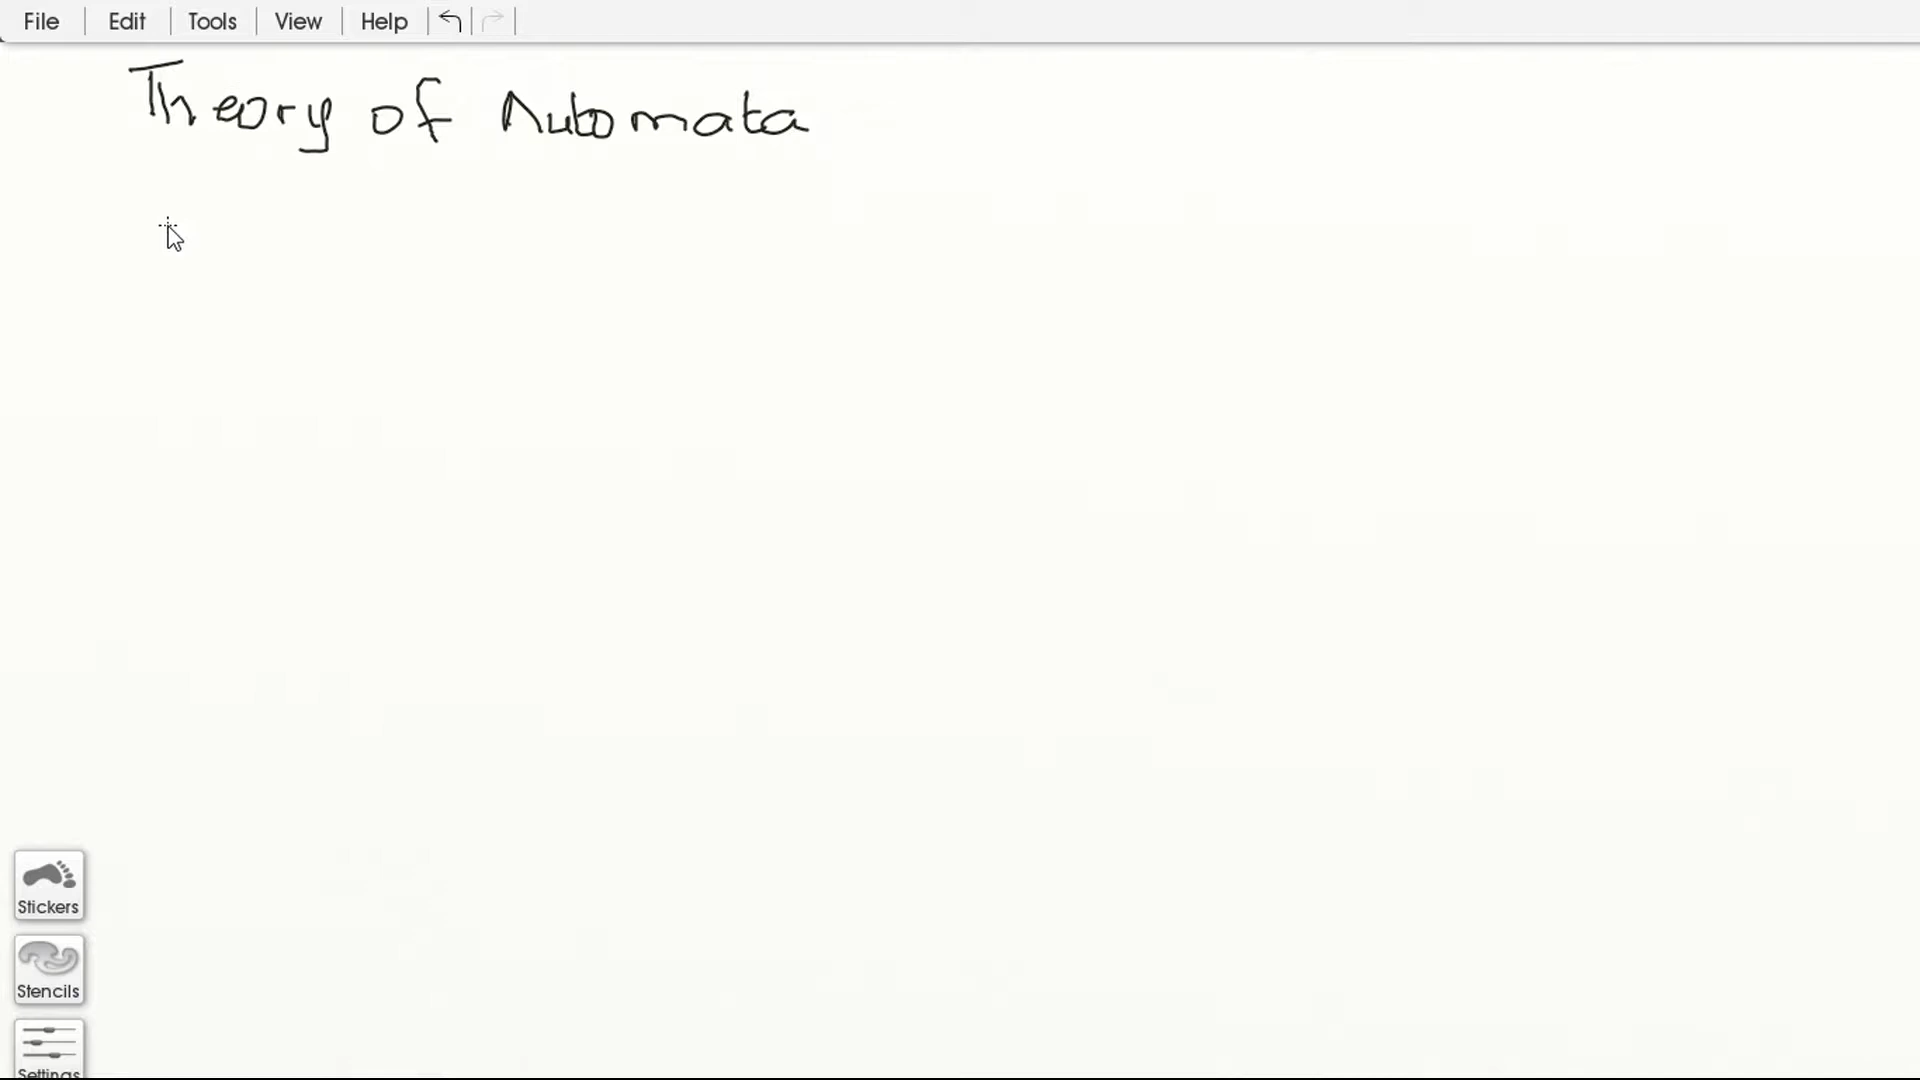 File Edit Tools View Help
Theory of Automata
Stickers
Stencils
Settings